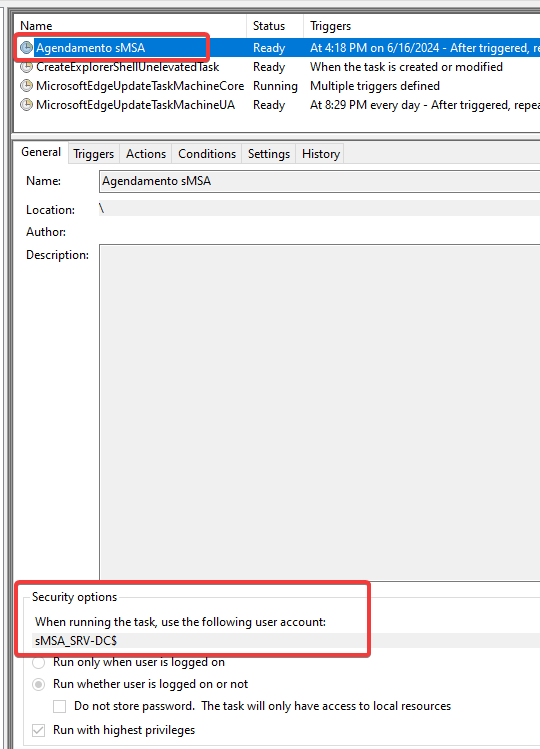 Name Status Triggers
Agendamento sMSA Ready At 4:18 PM on 6/16/2024 - After triggered, re
CreateExplorerShellUnelevatedTask Ready When the task is created or modified
MicrosoftEdgeUpdateTaskMachineCore Running Multiple triggers defined
MicrosoftEdgeUpdateTaskMachineUA Ready At 8:29 PM every day - After triggered, repea
General Triggers Actions Conditions Settings History
Name: Agendamento sMSA
Location: \
Author:
Description:
Security options
When running the task, use the following user account:
sMSA_SRV-DC$
Run only when user is logged on
Run whether user is logged on or not
Do not store password. The task will only have access to local resources
Run with highest privileges